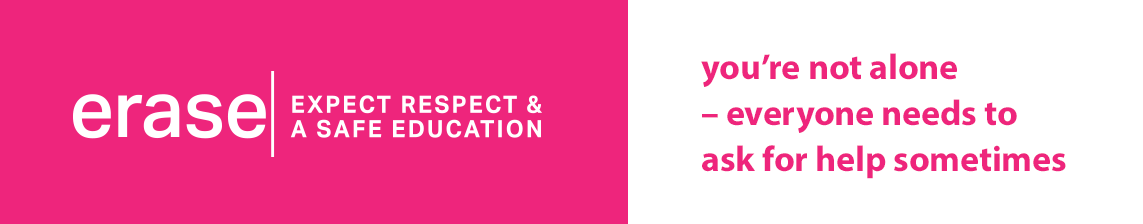 erase
EXPECT RESPECT &
A SAFE EDUCATION
you’re not alone
– everyone needs to
ask for help sometimes